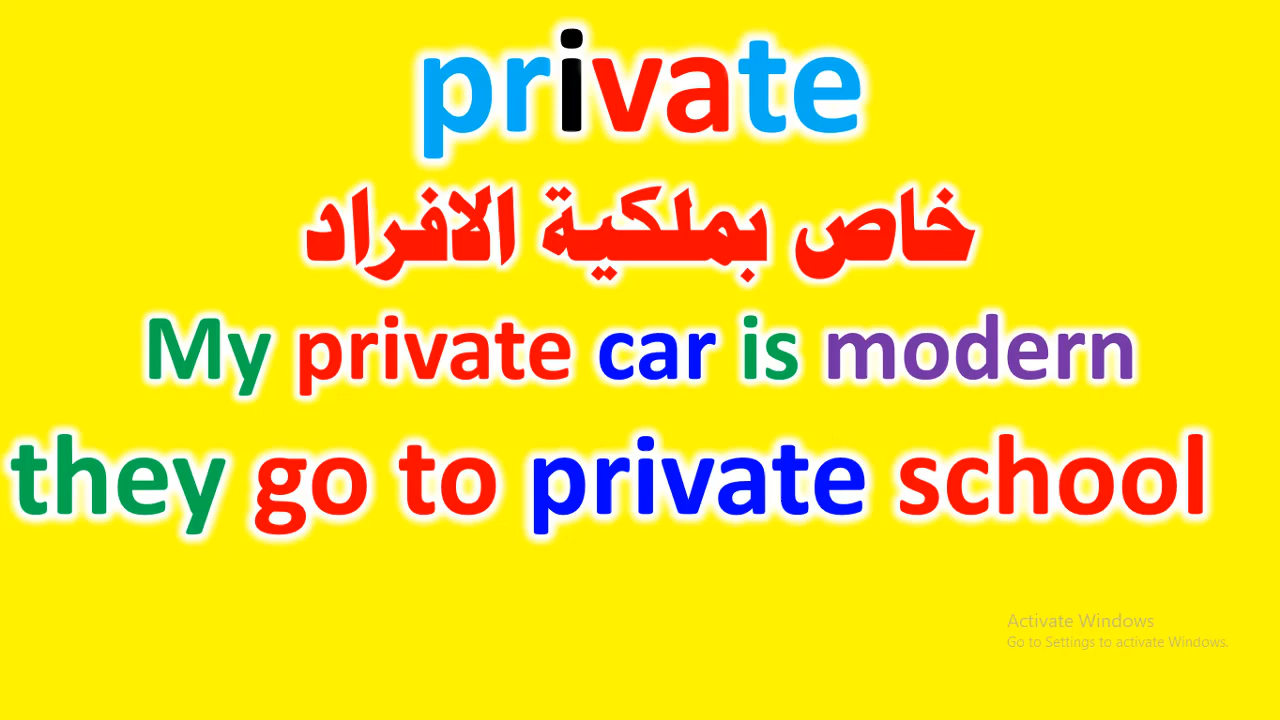 private
خاص بملكية الافراد
My private car is modern
they go to private school
Activate Windows
Go to Settings to activate Windows.